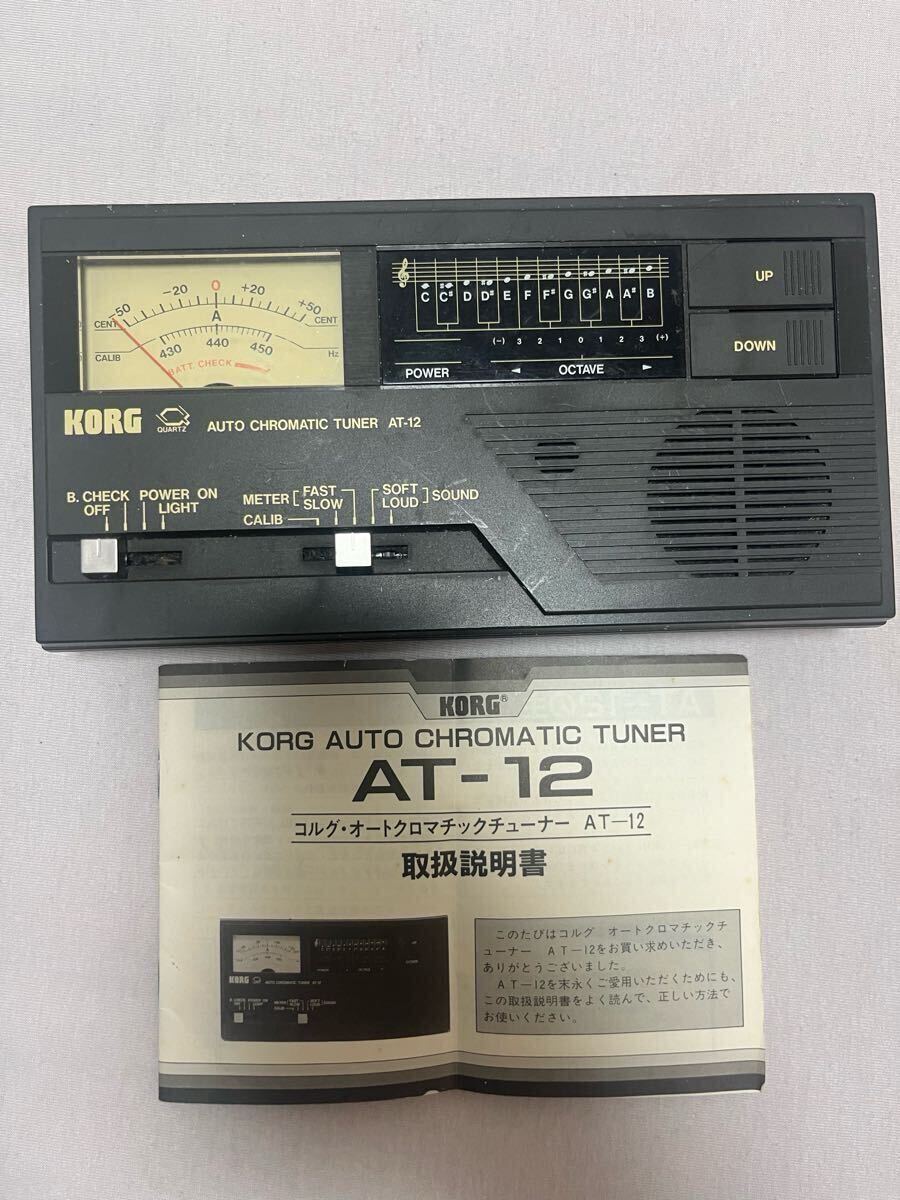 -50 -20 0 +20 +50
CENT A CENT
CALIB 430 440 450 Hz
BATT. CHECK
C C# D D# E F F# G G# A A# B
(-) 3 2 1 0 1 2 3 (+)
POWER ◄ OCTAVE ►
UP
DOWN
KORG QUARTZ AUTO CHROMATIC TUNER AT-12
B. CHECK POWER ON
OFF LIGHT
METER FAST SOFT SOUND
SLOW LOUD
CALIB
KORG®
KORG AUTO CHROMATIC TUNER
AT-12
コルグ・オートクロマチックチューナー AT-12
取扱説明書
このたびはコルグ オートクロマチックチ
ューナー AT-12をお買い求めいただき、
ありがとうございました。
AT-12を末永くご愛用いただくためにも、
この取扱説明書をよく読んで、正しい方法で
お使いください。
KORG AUTO CHROMATIC TUNER AT-12